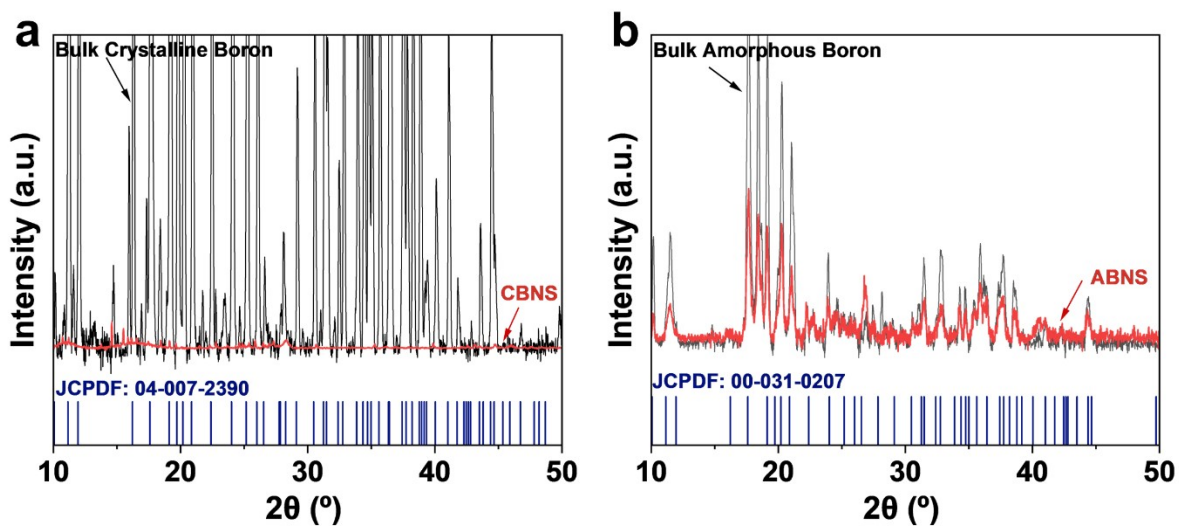 a
Bulk Crystalline Boron
CBNS
JCPDF: 04-007-2390
Intensity (a.u.)
10 20 30 40 50
2θ (º)
b
Bulk Amorphous Boron
ABNS
JCPDF: 00-031-0207
Intensity (a.u.)
10 20 30 40 50
2θ (º)